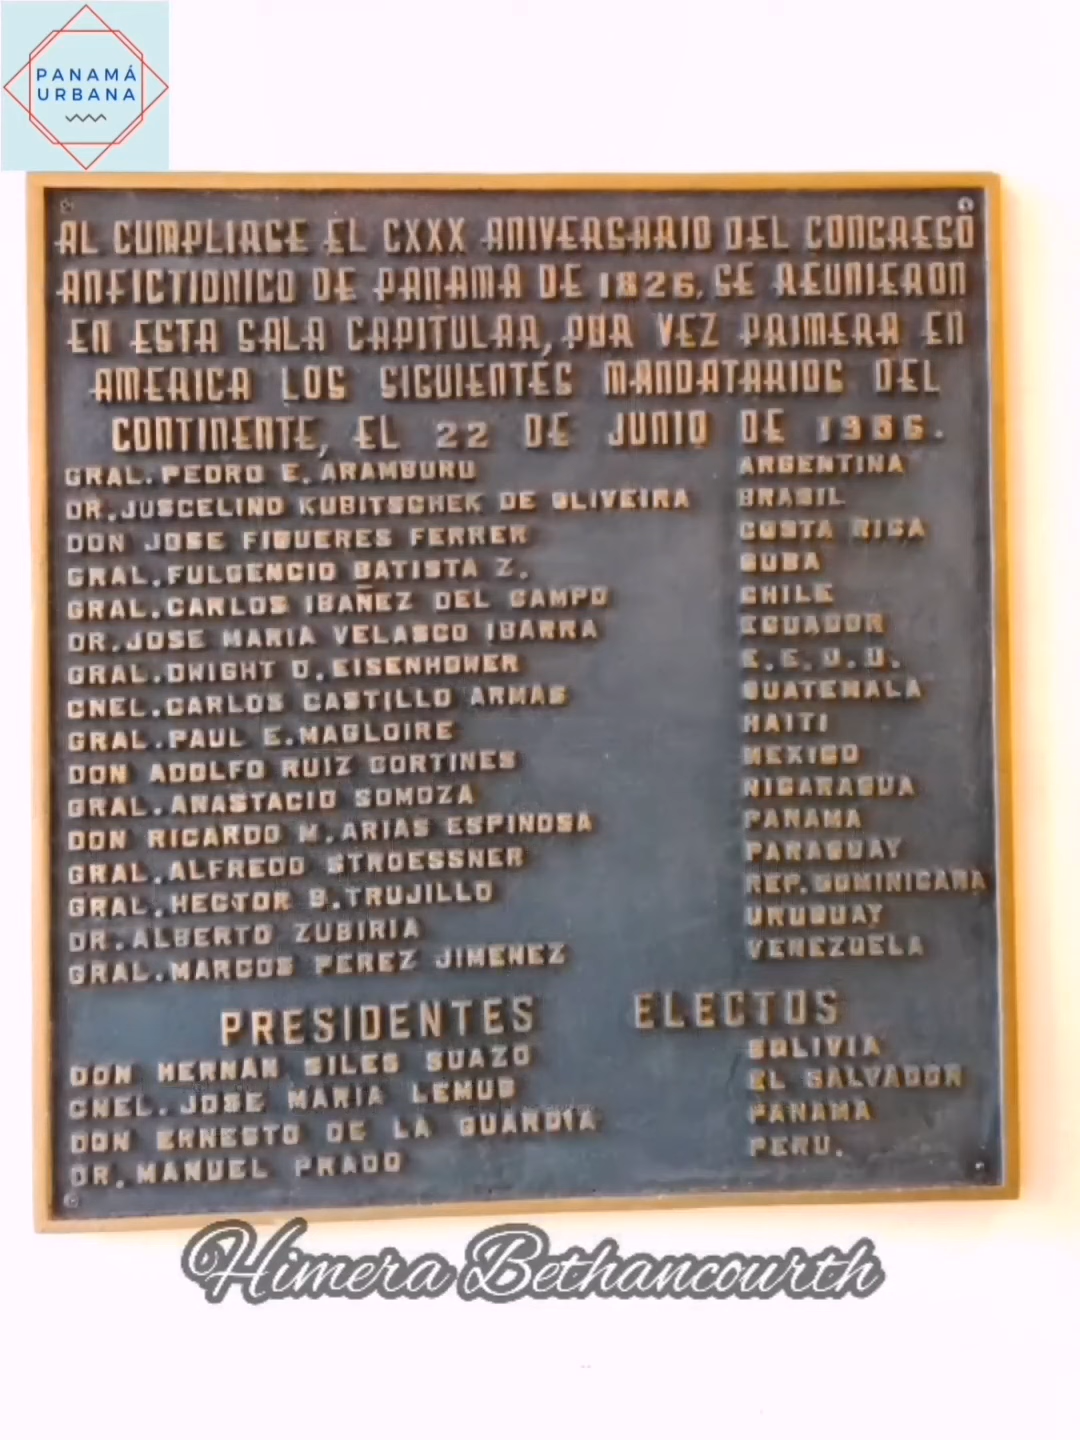 PANAMÁ
URBANA
AL CUMPLIRSE EL CXXX ANIVERSARIO DEL CONGRESO
ANFICTIONICO DE PANAMA DE 1826, SE REUNIERON
EN ESTA SALA CAPITULAR, POR VEZ PRIMERA EN
AMERICA LOS SIGUIENTES MANDATARIOS DEL
CONTINENTE, EL 22 DE JUNIO DE 1956.
GRAL. PEDRO E. ARAMBURU ARGENTINA
DR. JUSCELINO KUBITSCHEK DE OLIVEIRA BRASIL
DON JOSE FIGUERES FERRER COSTA RICA
GRAL. FULGENCIO BATISTA Z. CUBA
GRAL. CARLOS IBAÑEZ DEL CAMPO CHILE
DR. JOSE MARIA VELASCO IBARRA ECUADOR
GRAL. DWIGHT D. EISENHOWER E.E.U.U.
CNEL. CARLOS CASTILLO ARMAS GUATEMALA
GRAL. PAUL E. MAGLOIRE HAITI
DON ADOLFO RUIZ CORTINES MEXICO
GRAL. ANASTACIO SOMOZA NICARAGUA
DON RICARDO M. ARIAS ESPINOSA PANAMA
GRAL. ALFREDO STROESSNER PARAGUAY
GRAL. HECTOR B. TRUJILLO REP. DOMINICANA
DR. ALBERTO ZUBIRIA URUGUAY
GRAL. MARCOS PEREZ JIMENEZ VENEZUELA
PRESIDENTES ELECTOS
DON HERNAN SILES SUAZO BOLIVIA
CNEL. JOSE MARIA LEMUS EL SALVADOR
DON ERNESTO DE LA GUARDIA PANAMA
DR. MANUEL PRADO PERU.
Himera Bethancourth